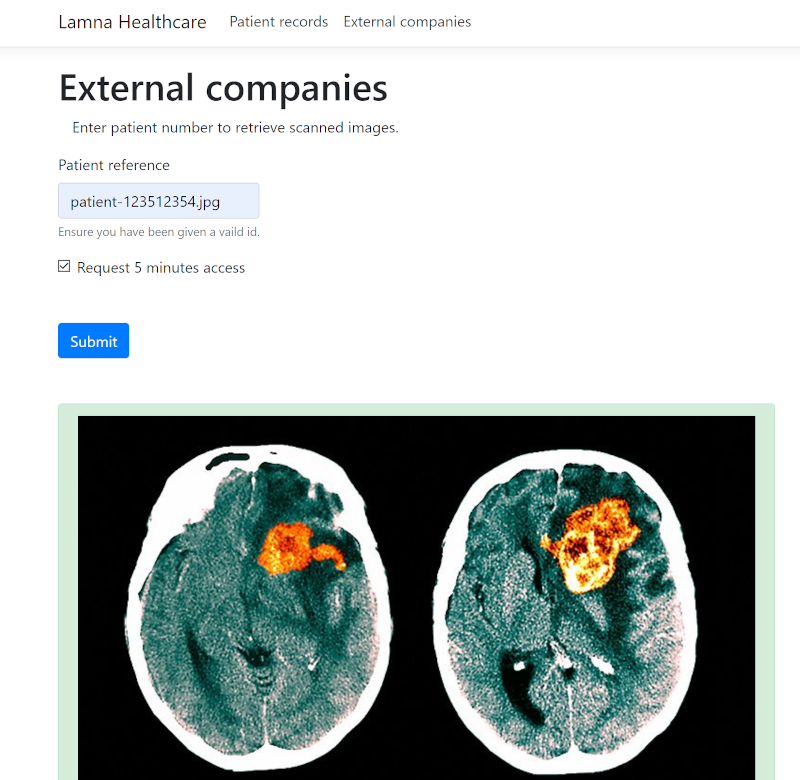 Lamna Healthcare Patient records External companies
External companies
Enter patient number to retrieve scanned images.
Patient reference
patient-123512354.jpg
Ensure you have been given a vaild id.
Request 5 minutes access
Submit